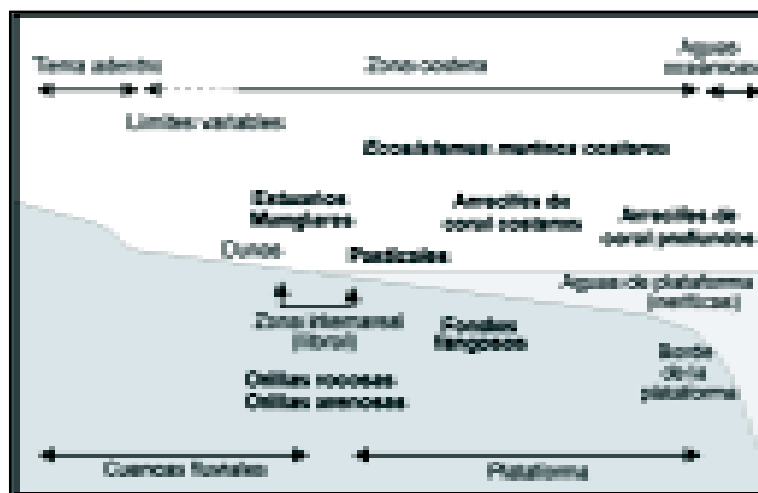 Tierra adentro
Zona costera
Aguas
oceánicas
Límites variables
Ecosistemas marinos costeros
Estuarios
Manglares
Arrecifes de
coral costeros
Arrecifes de
coral profundos
Dunas
Pastizales
Aguas de plataforma
(neríticas)
Zona intermareal
(litoral)
Fondos
fangosos
Borde
de la
plataforma
Orillas rocosas
Orillas arenosas
Cuencas fluviales
Plataforma